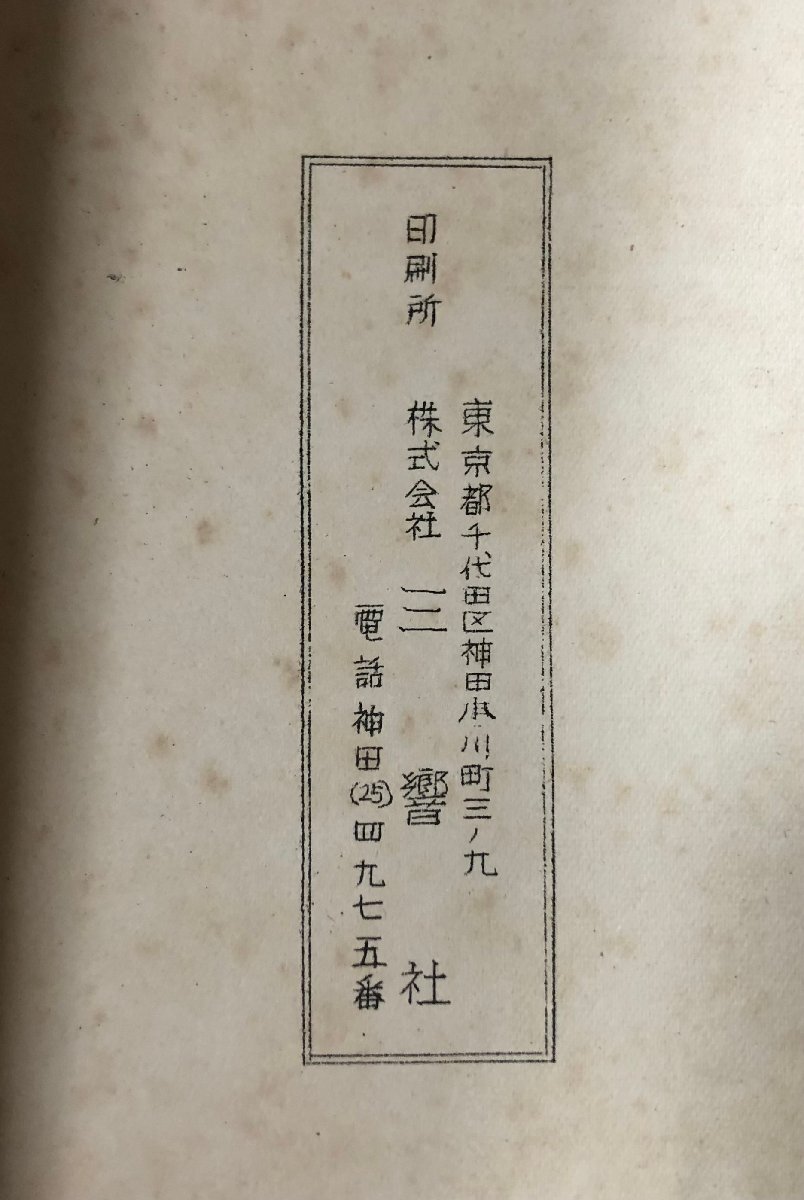 東京都千代田区神田小川町三ノ九
印刷所 株式会社 三響社
電話神田(25)四九七五番